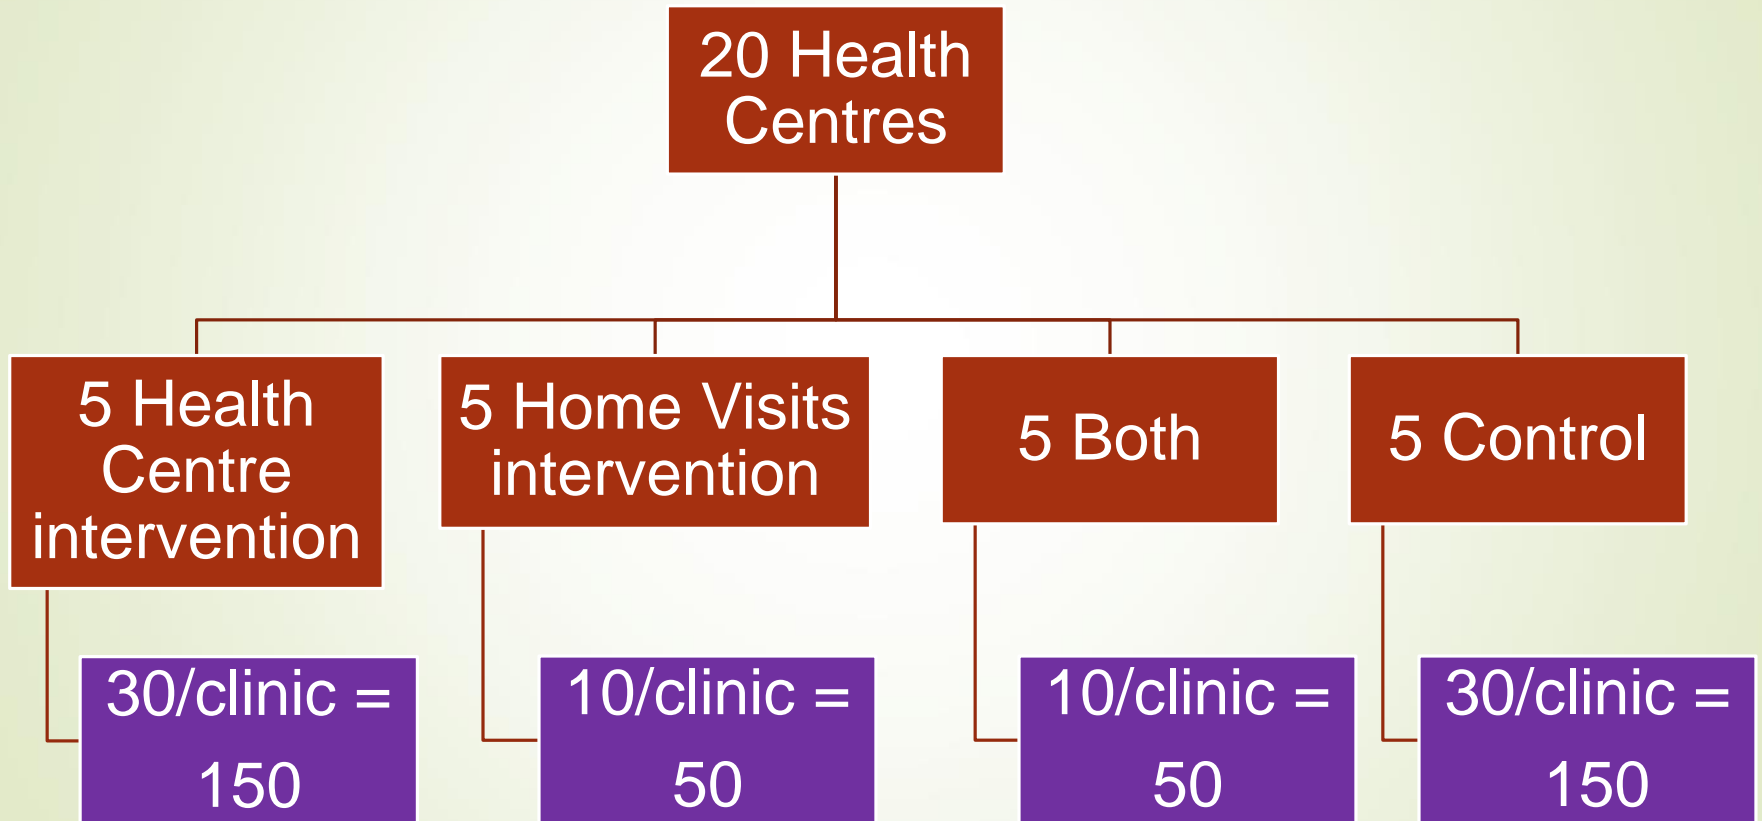 20 Health
Centres
5 Health
Centre
intervention
5 Home Visits
intervention
5 Both
5 Control
30/clinic =
150
10/clinic =
50
10/clinic =
50
30/clinic =
150